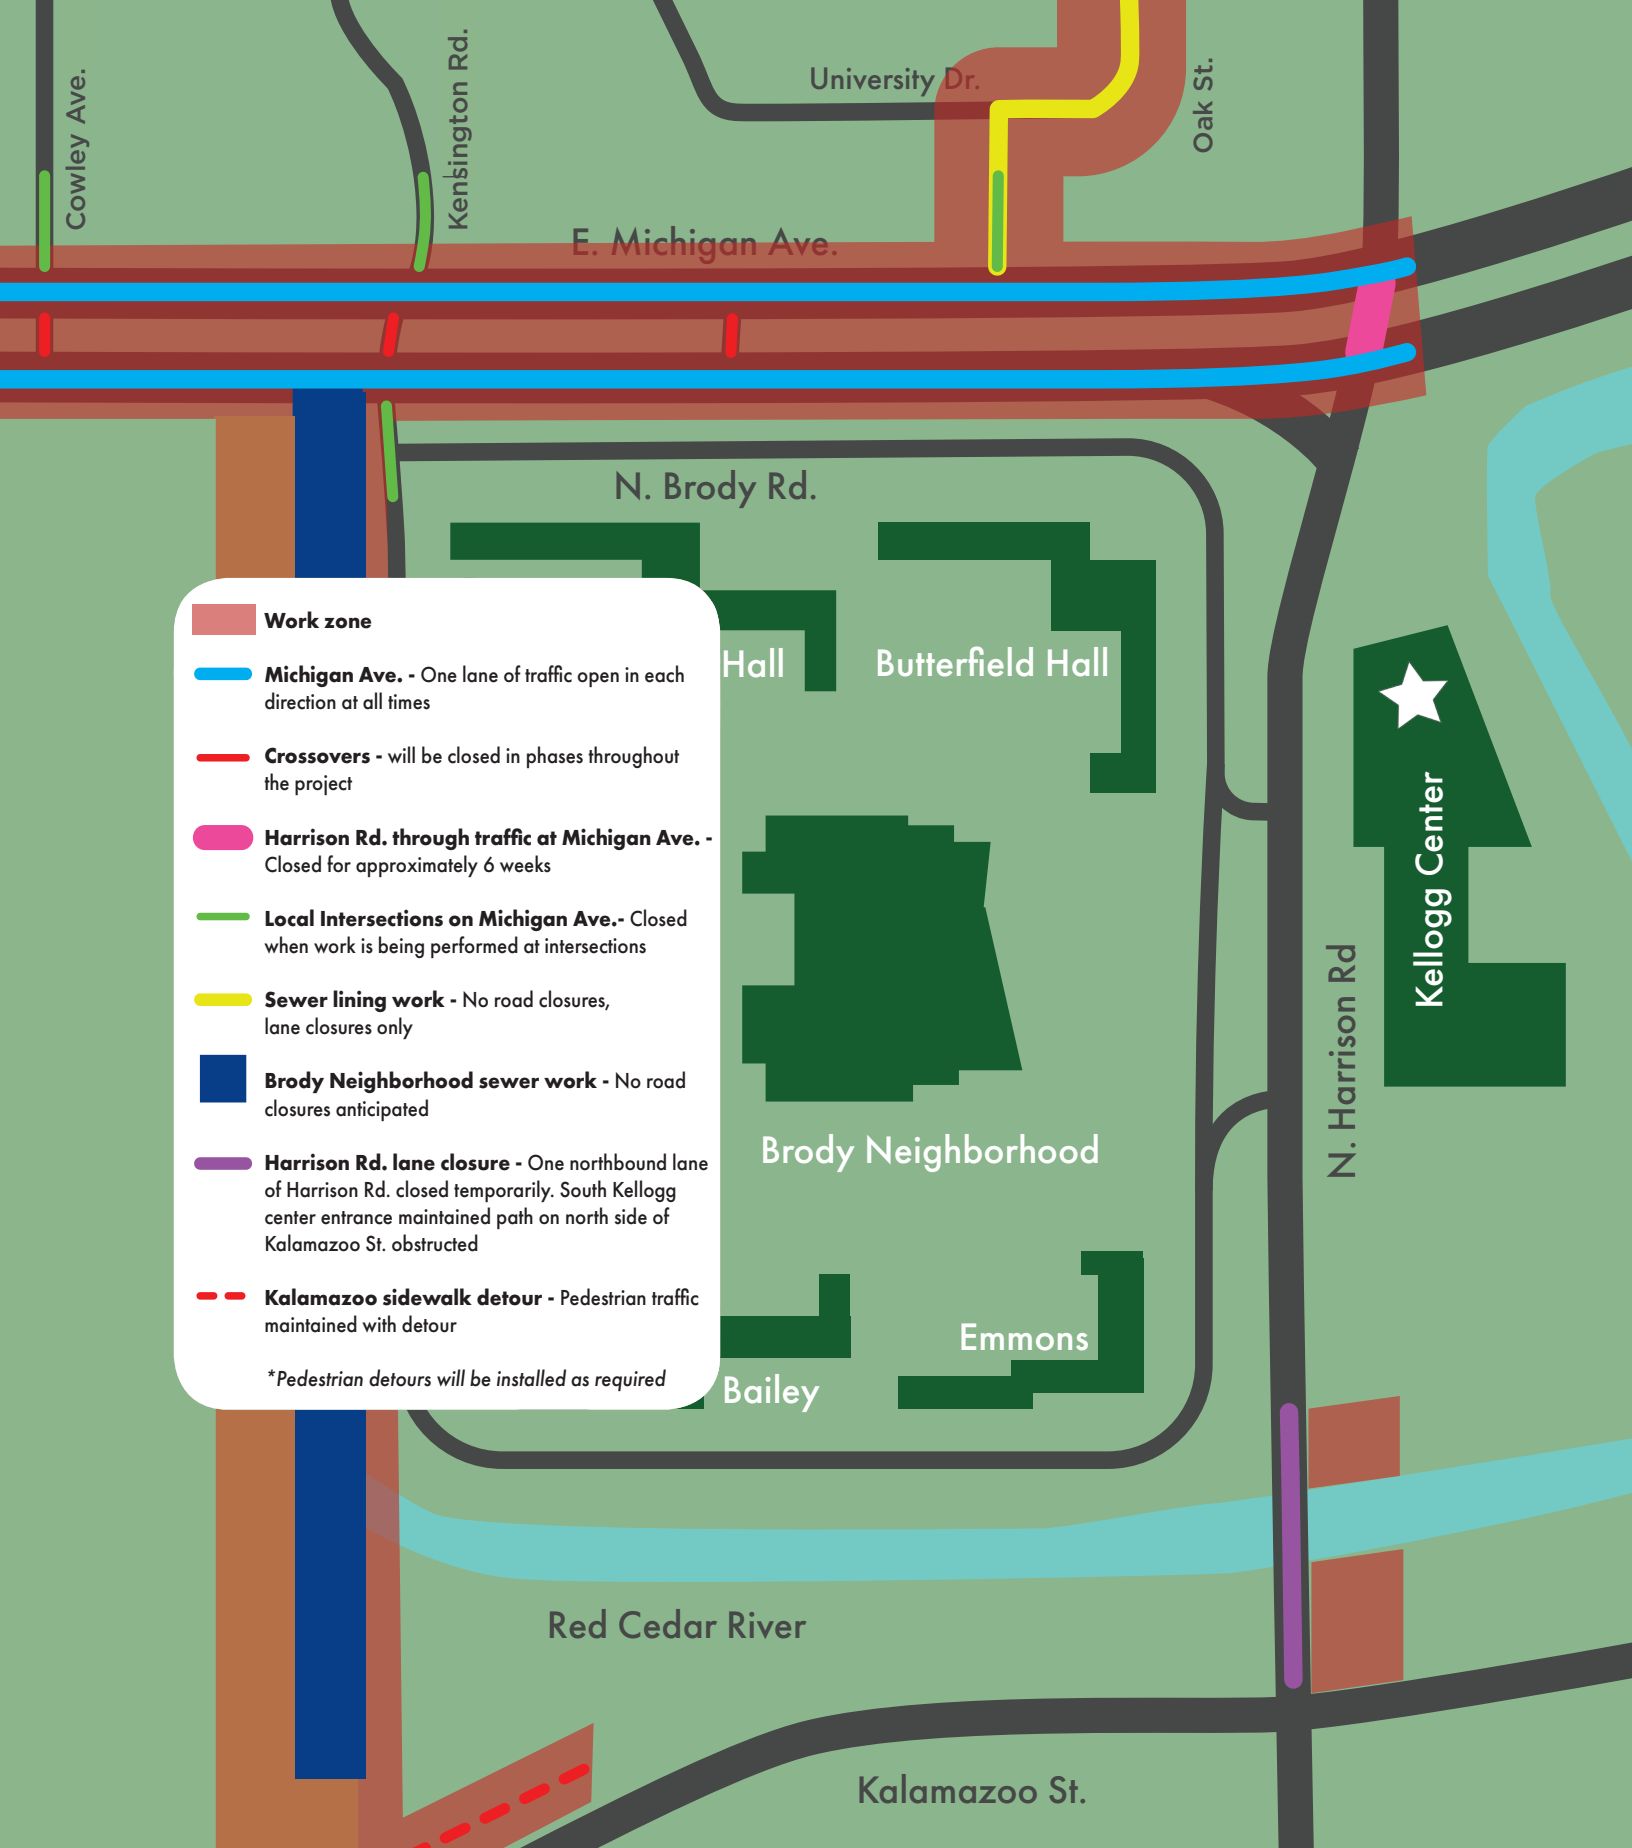 Cowley Ave.
Kensington Rd.
University Dr.
Oak St.
E. Michigan Ave.
N. Brody Rd.
Hall
Butterfield Hall
Kellogg Center
N. Harrison Rd
Brody Neighborhood
Emmons
Bailey
Red Cedar River
Kalamazoo St.
Work zone
Michigan Ave. - One lane of traffic open in each
direction at all times
Crossovers - will be closed in phases throughout
the project
Harrison Rd. through traffic at Michigan Ave. -
Closed for approximately 6 weeks
Local Intersections on Michigan Ave.- Closed
when work is being performed at intersections
Sewer lining work - No road closures,
lane closures only
Brody Neighborhood sewer work - No road
closures anticipated
Harrison Rd. lane closure - One northbound lane
of Harrison Rd. closed temporarily. South Kellogg
center entrance maintained path on north side of
Kalamazoo St. obstructed
Kalamazoo sidewalk detour - Pedestrian traffic
maintained with detour
*Pedestrian detours will be installed as required